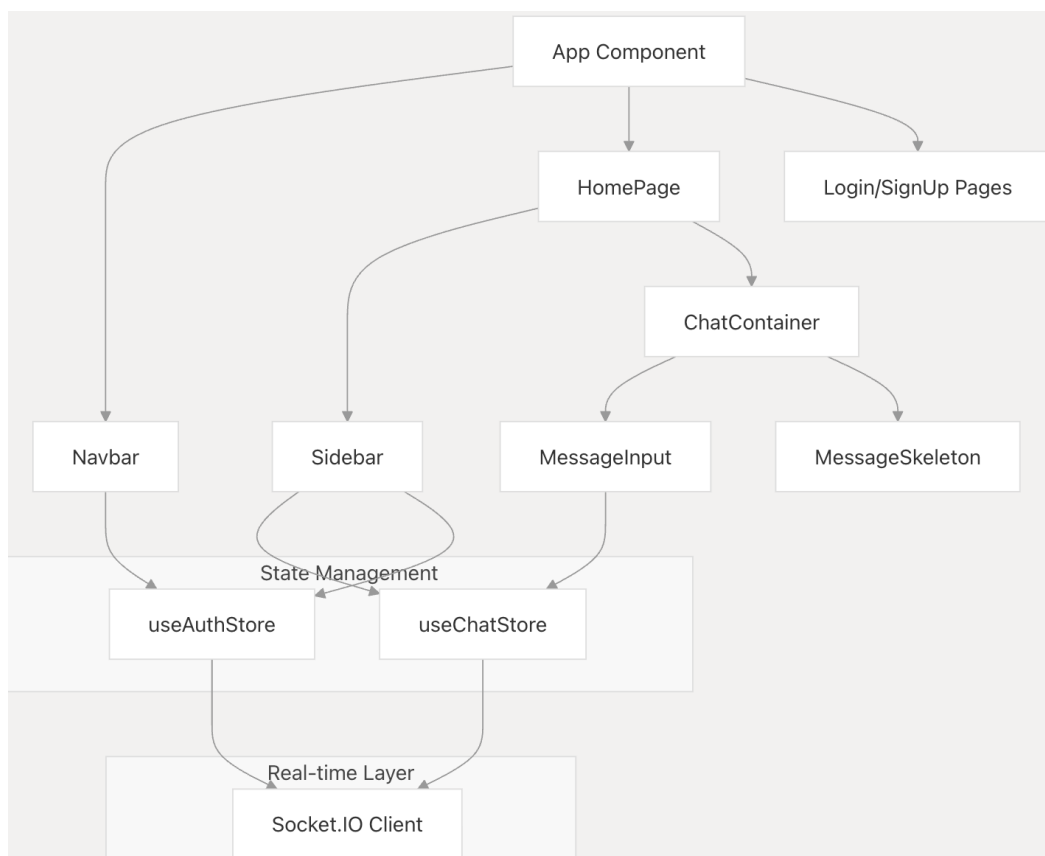 App Component
HomePage
Login/SignUp Pages
ChatContainer
Navbar
Sidebar
MessageInput
MessageSkeleton
State Management
useAuthStore
useChatStore
Real-time Layer
Socket.IO Client